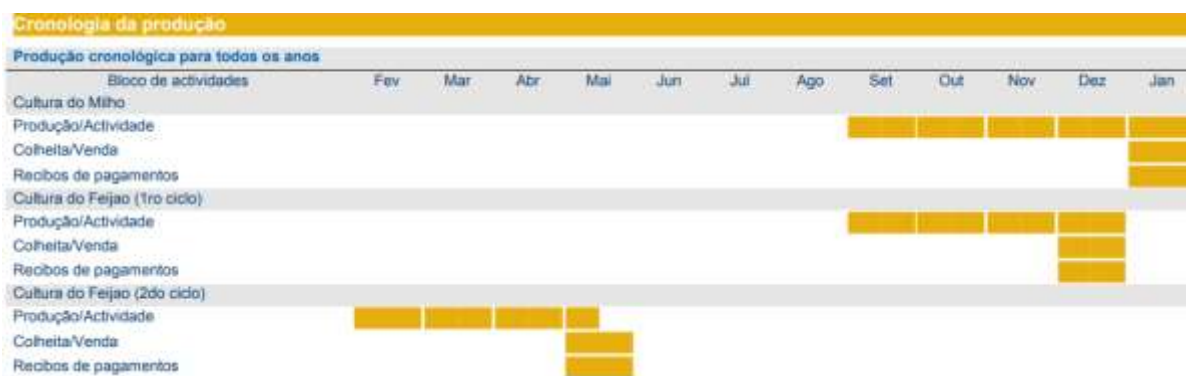 Cronologia da produção
Produção cronológica para todos os anos
Bloco de actividades Fev Mar Abr Mai Jun Jul Ago Set Out Nov Dez Jan
Cultura do Milho
Produção/Actividade
Colheita/Venda
Recibos de pagamentos
Cultura do Feijao (1ro ciclo)
Produção/Actividade
Colheita/Venda
Recibos de pagamentos
Cultura do Feijao (2do ciclo)
Produção/Actividade
Colheita/Venda
Recibos de pagamentos